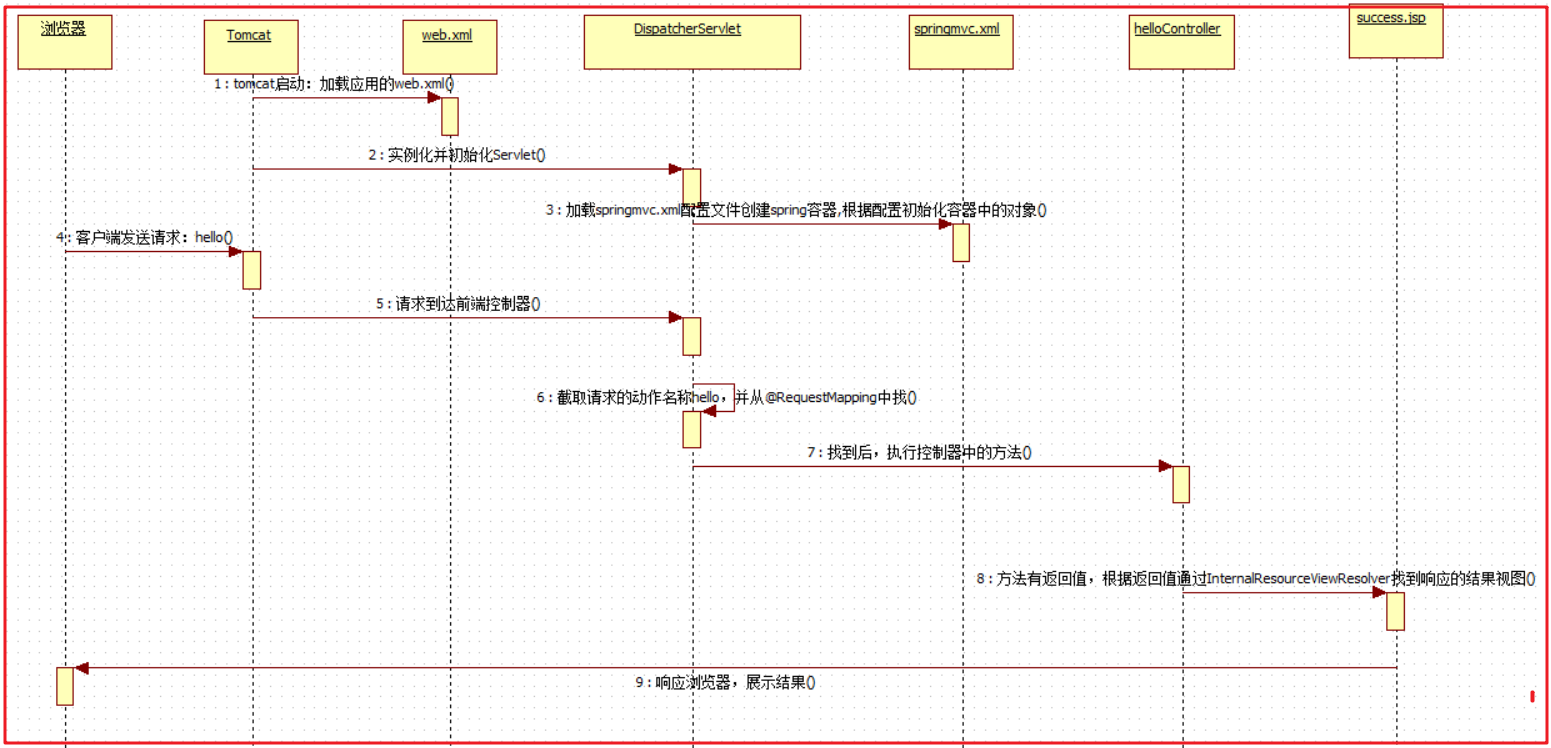 浏览器
Tomcat
web.xml
DispatcherServlet
springmvc.xml
helloController
success.jsp
1 : tomcat启动：加载应用的web.xml()
2 : 实例化并初始化Servlet()
3 : 加载springmvc.xml配置文件创建spring容器,根据配置初始化容器中的对象()
4 : 客户端发送请求：hello()
5 : 请求到达前端控制器()
6 : 截取请求的动作名称hello，并从@RequestMapping中找()
7 : 找到后，执行控制器中的方法()
8 : 方法有返回值，根据返回值通过InternalResourceViewResolver找到响应的结果视图()
9 : 响应浏览器，展示结果()